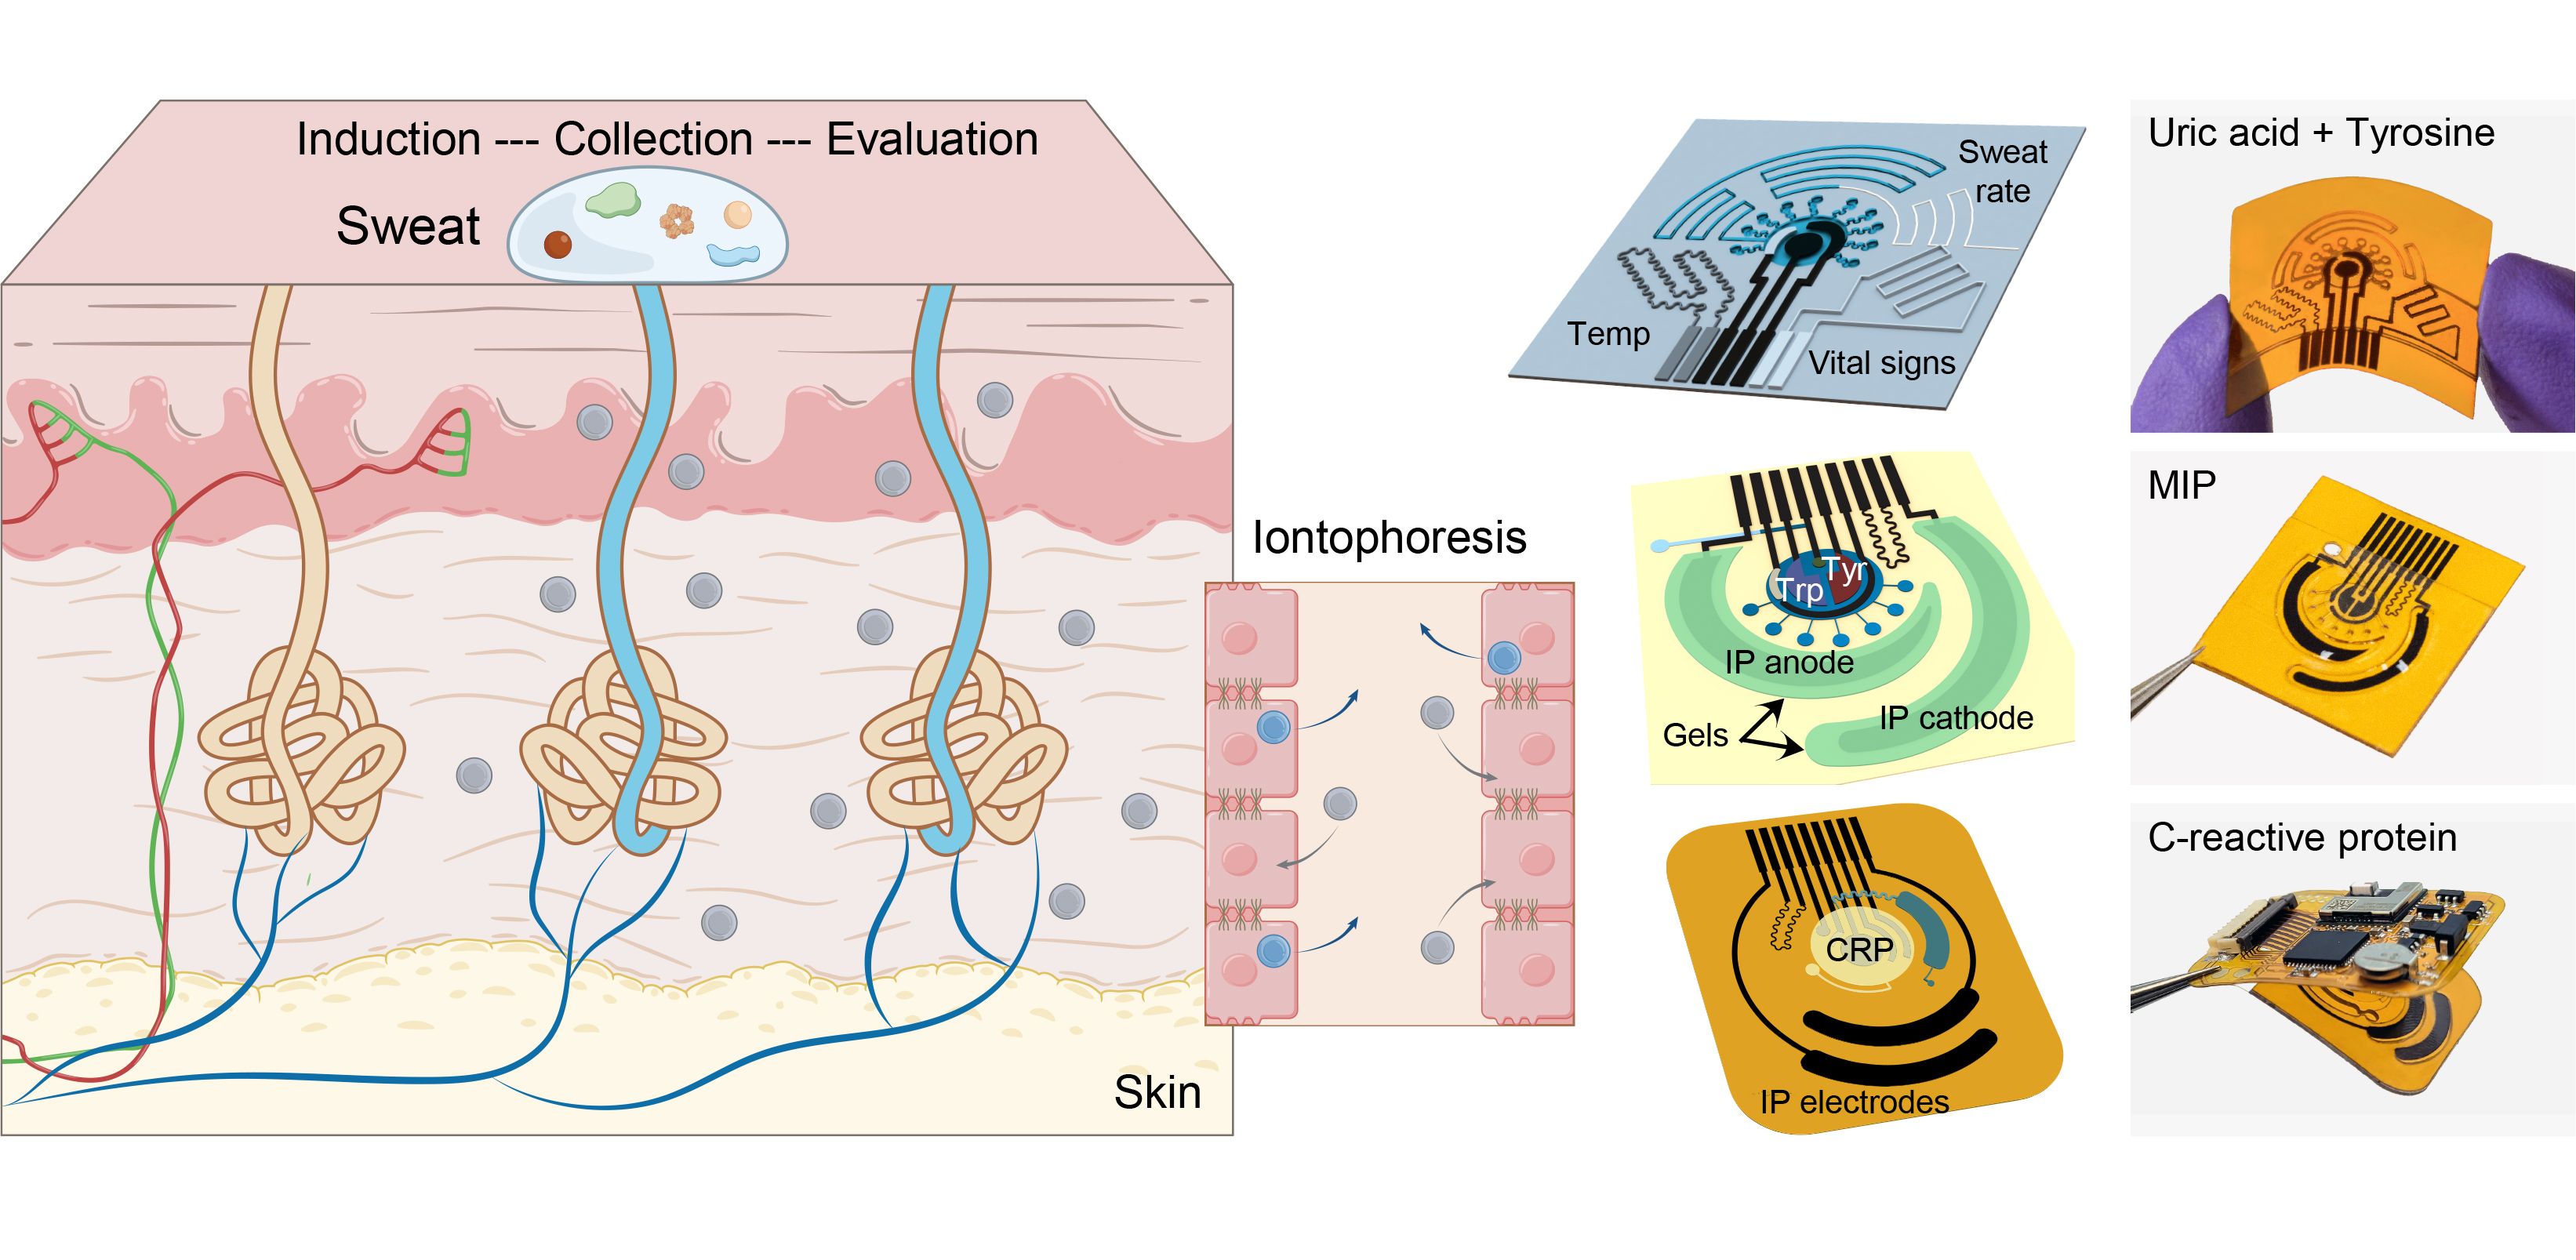 Induction --- Collection --- Evaluation
Sweat
Skin
Iontophoresis
Sweat
rate
Temp
Vital signs
Uric acid + Tyrosine
Trp
Tyr
IP anode
Gels
IP cathode
MIP
CRP
IP electrodes
C-reactive protein